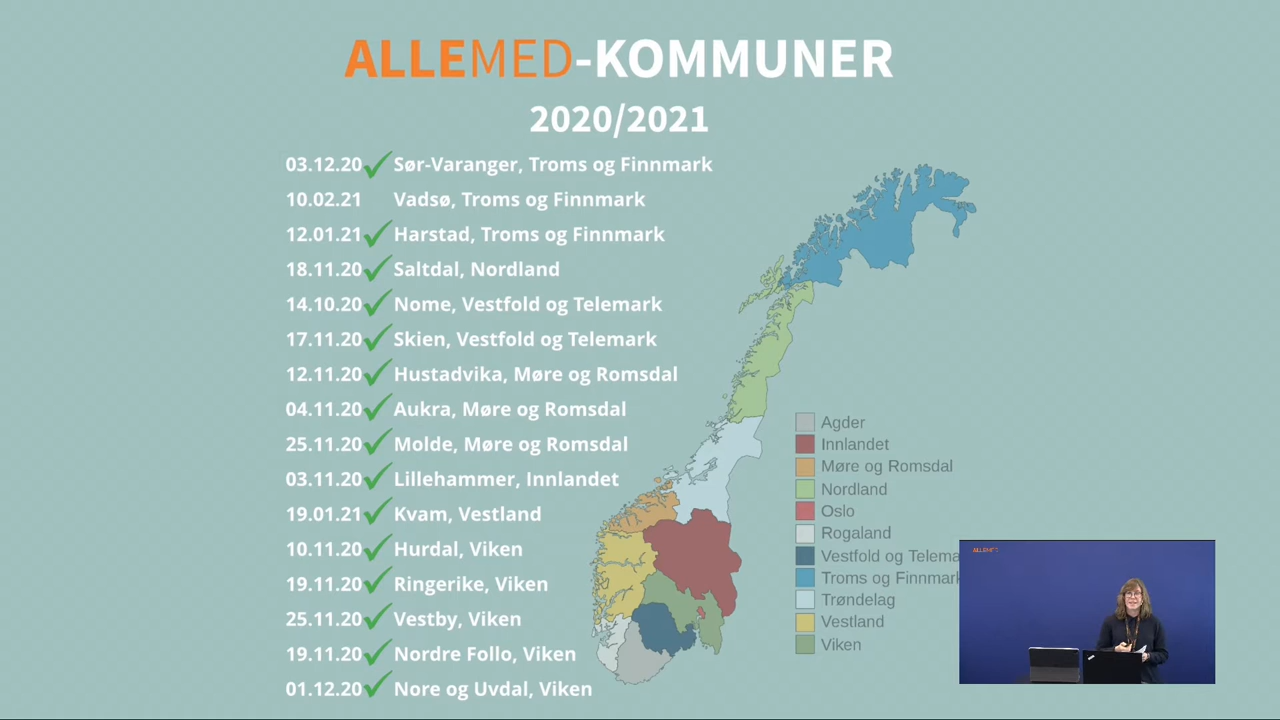 ALLEMED-KOMMUNER
2020/2021
03.12.20 Sør-Varanger, Troms og Finnmark
10.02.21 Vadsø, Troms og Finnmark
12.01.21 Harstad, Troms og Finnmark
18.11.20 Saltdal, Nordland
14.10.20 Nome, Vestfold og Telemark
17.11.20 Skien, Vestfold og Telemark
12.11.20 Hustadvika, Møre og Romsdal
04.11.20 Aukra, Møre og Romsdal
25.11.20 Molde, Møre og Romsdal
03.11.20 Lillehammer, Innlandet
19.01.21 Kvam, Vestland
10.11.20 Hurdal, Viken
19.11.20 Ringerike, Viken
25.11.20 Vestby, Viken
19.11.20 Nordre Follo, Viken
01.12.20 Nore og Uvdal, Viken
Agder
Innlandet
Møre og Romsdal
Nordland
Oslo
Rogaland
Vestfold og Telema
Troms og Finnmark
Trøndelag
Vestland
Viken
ALLEMED